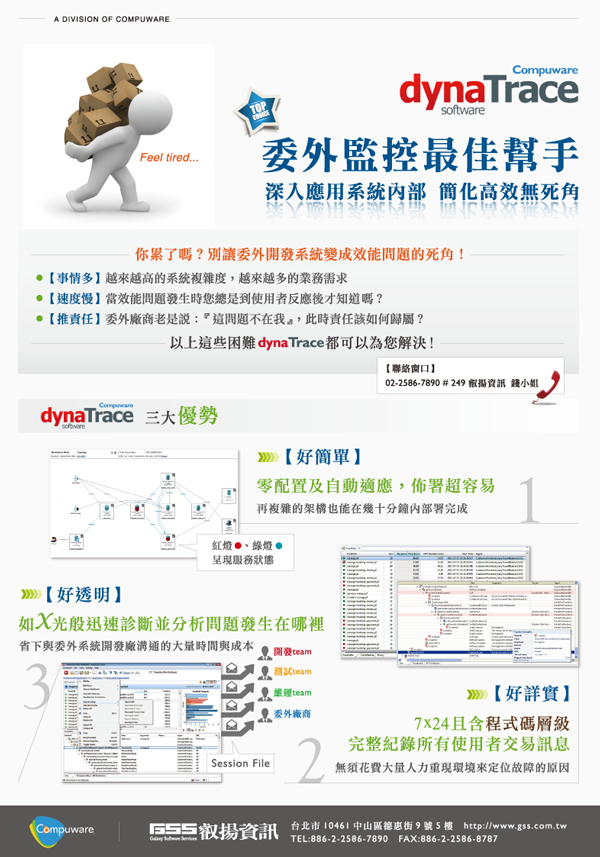 A DIVISION OF COMPUWARE
Feel tired...
TOP
CHOICE
Compuware
dynaTrace
software
委外監控最佳幫手
深入應用系統內部 簡化高效無死角
你累了嗎？別讓委外開發系統變成效能問題的死角！
【事情多】越來越高的系統複雜度，越來越多的業務需求
【速度慢】當效能問題發生時您總是到使用者反應後才知道嗎？
【推責任】委外廠商老是說：『這問題不在我』，此時責任該如何歸屬？
以上這些困難dynaTrace都可以為您解決！
【聯絡窗口】
02-2586-7890 # 249 叡揚資訊 錢小姐
Compuware
dynaTrace 三大優勢
software
【好簡單】
零配置及自動適應，佈署超容易
再複雜的架構也能在幾十分鐘內部署完成
1
紅燈、綠燈
呈現服務狀態
【好透明】
如X光般迅速診斷並分析問題發生在哪裡
省下與委外系統開發廠溝通的大量時間與成本
3
開發team
測試team
維運team
委外廠商
Session File
【好詳實】
7x24且含程式碼層級
完整紀錄所有使用者交易訊息
無須花費大量人力重現環境來定位故障的原因
2
Compuware
GSS叡揚資訊
Galaxy Software Services
台北市 10461 中山區德惠街 9 號 5 樓 http://www.gss.com.tw
TEL:886-2-2586-7890 FAX:886-2-2586-8787